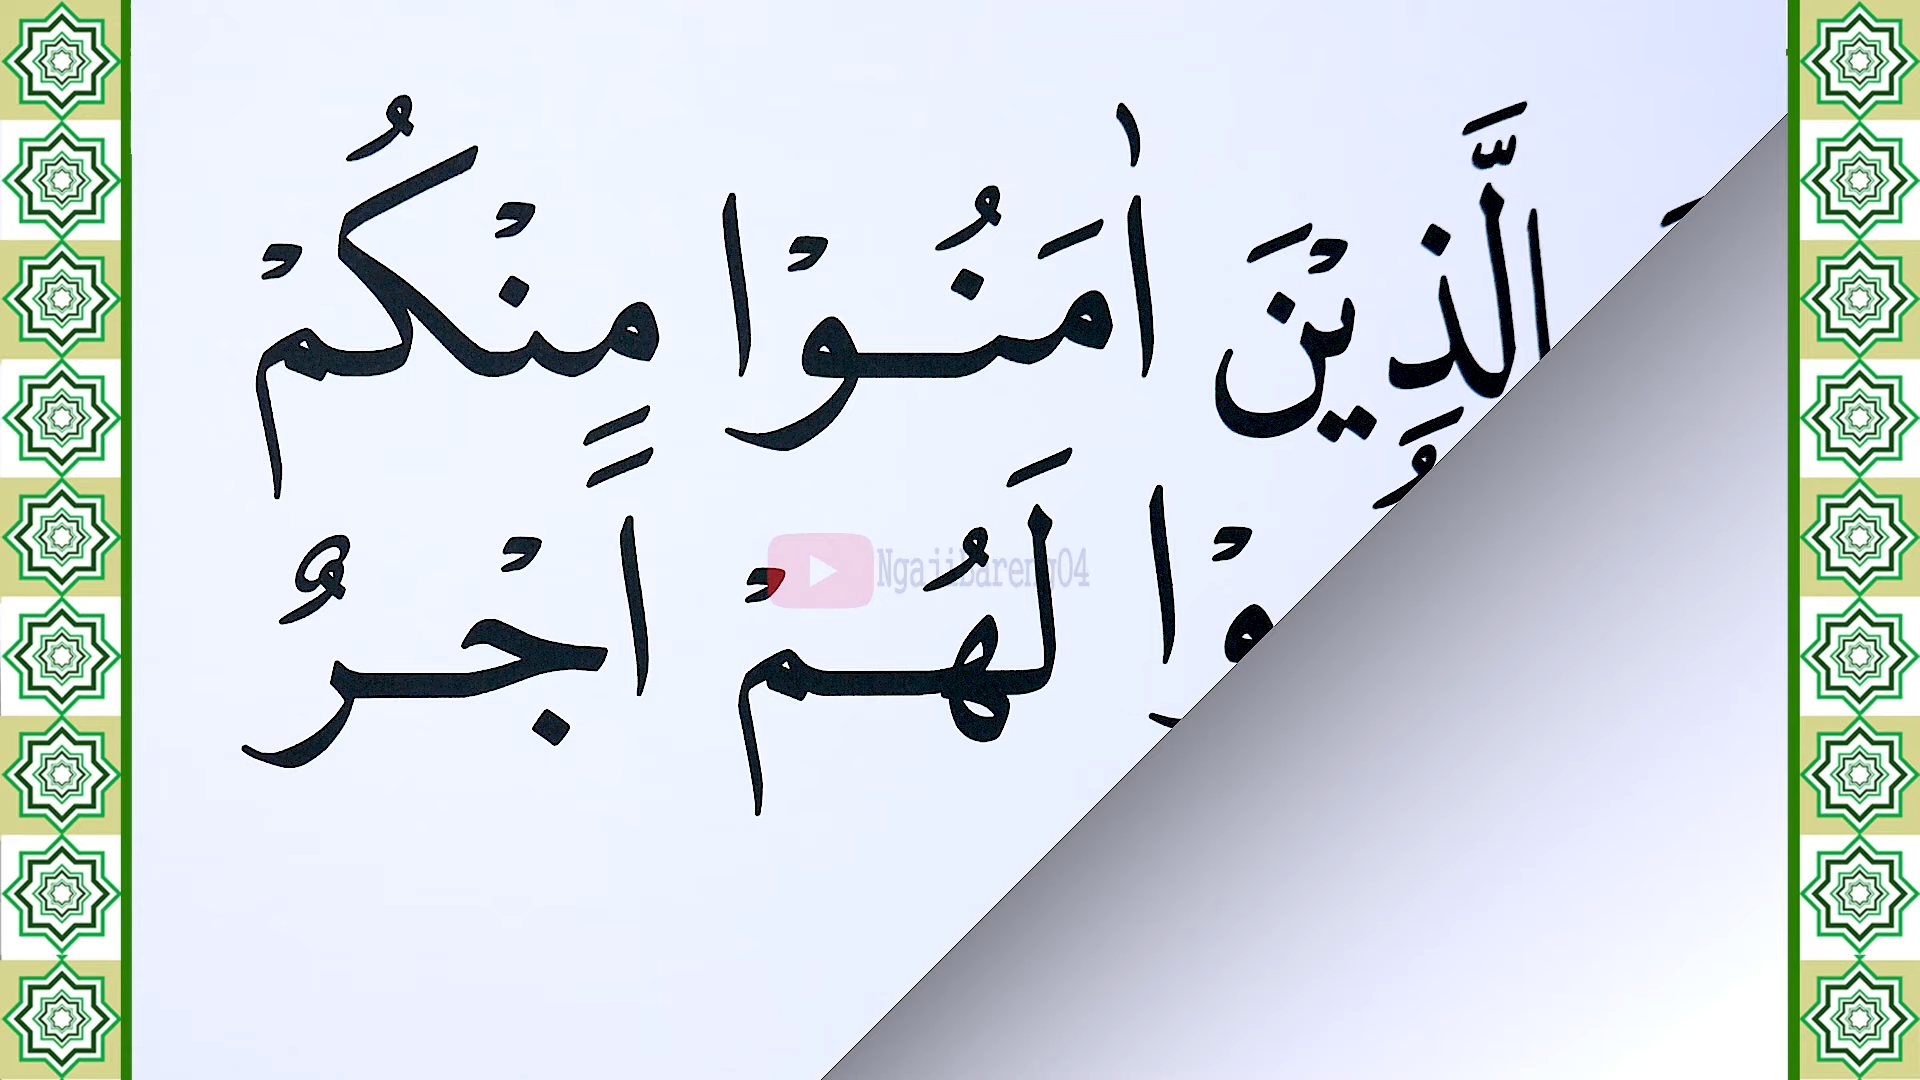 الَّذِيْنَ اٰمَنُوْا مِنْكُمْ
لَهُمْ اَجْرٌ
NgajiBareng04